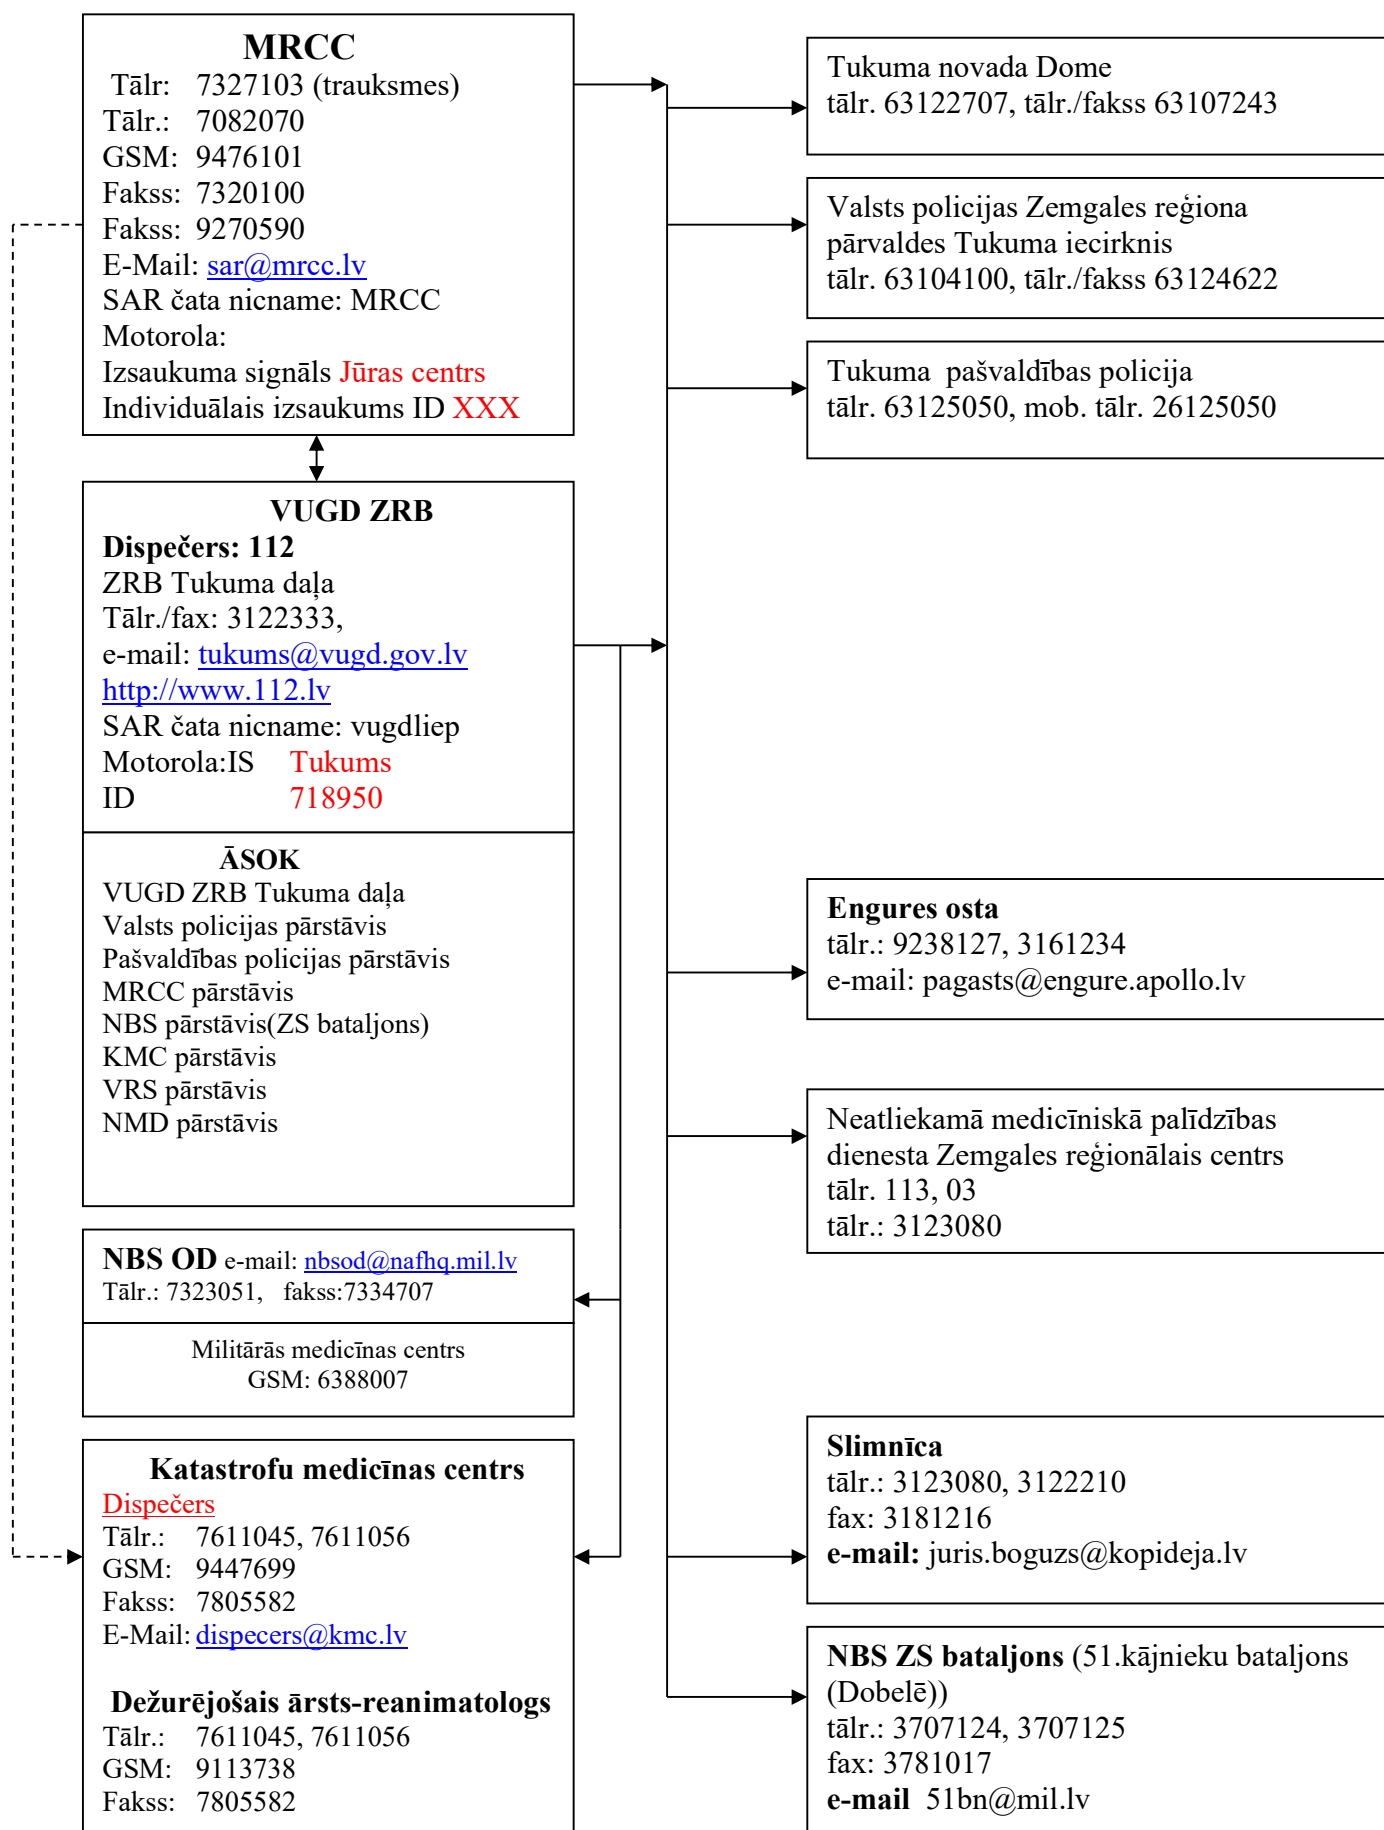 MRCC
Tālr: 7327103 (trauksmes)
Tālr.: 7082070
GSM: 9476101
Fakss: 7320100
Fakss: 9270590
E-Mail: sar@mrcc.lv
SAR čata nicname: MRCC
Motorola:
Izsaukuma signāls Jūras centrs
Individuālais izsaukums ID XXX
VUGD ZRB
Dispečers: 112
ZRB Tukuma daļa
Tālr./fax: 3122333,
e-mail: tukums@vugd.gov.lv
http://www.112.lv
SAR čata nicname: vugdliep
Motorola:IS Tukums
ID 718950
ĀSOK
VUGD ZRB Tukuma daļa
Valsts policijas pārstāvis
Pašvaldības policijas pārstāvis
MRCC pārstāvis
NBS pārstāvis(ZS bataljons)
KMC pārstāvis
VRS pārstāvis
NMD pārstāvis
NBS OD e-mail: nbsod@nafhq.mil.lv
Tālr.: 7323051, fakss:7334707
Militārās medicīnas centrs
GSM: 6388007
Katastrofu medicīnas centrs
Dispečers
Tālr.: 7611045, 7611056
GSM: 9447699
Fakss: 7805582
E-Mail: dispecers@kmc.lv
Dežurējošais ārsts-reanimatologs
Tālr.: 7611045, 7611056
GSM: 9113738
Fakss: 7805582
Tukuma novada Dome
tālr. 63122707, tālr./fakss 63107243
Valsts policijas Zemgales reģiona
pārvaldes Tukuma iecirknis
tālr. 63104100, tālr./fakss 63124622
Tukuma pašvaldības policija
tālr. 63125050, mob. tālr. 26125050
Engures osta
tālr.: 9238127, 3161234
e-mail: pagasts@engure.apollo.lv
Neatliekamā medicīniskā palīdzības
dienesta Zemgales reģionālais centrs
tālr. 113, 03
tālr.: 3123080
Slimnīca
tālr.: 3123080, 3122210
fax: 3181216
e-mail: juris.boguzs@kopideja.lv
NBS ZS bataljons (51.kājnieku bataljons
(Dobelē))
tālr.: 3707124, 3707125
fax: 3781017
e-mail 51bn@mil.lv